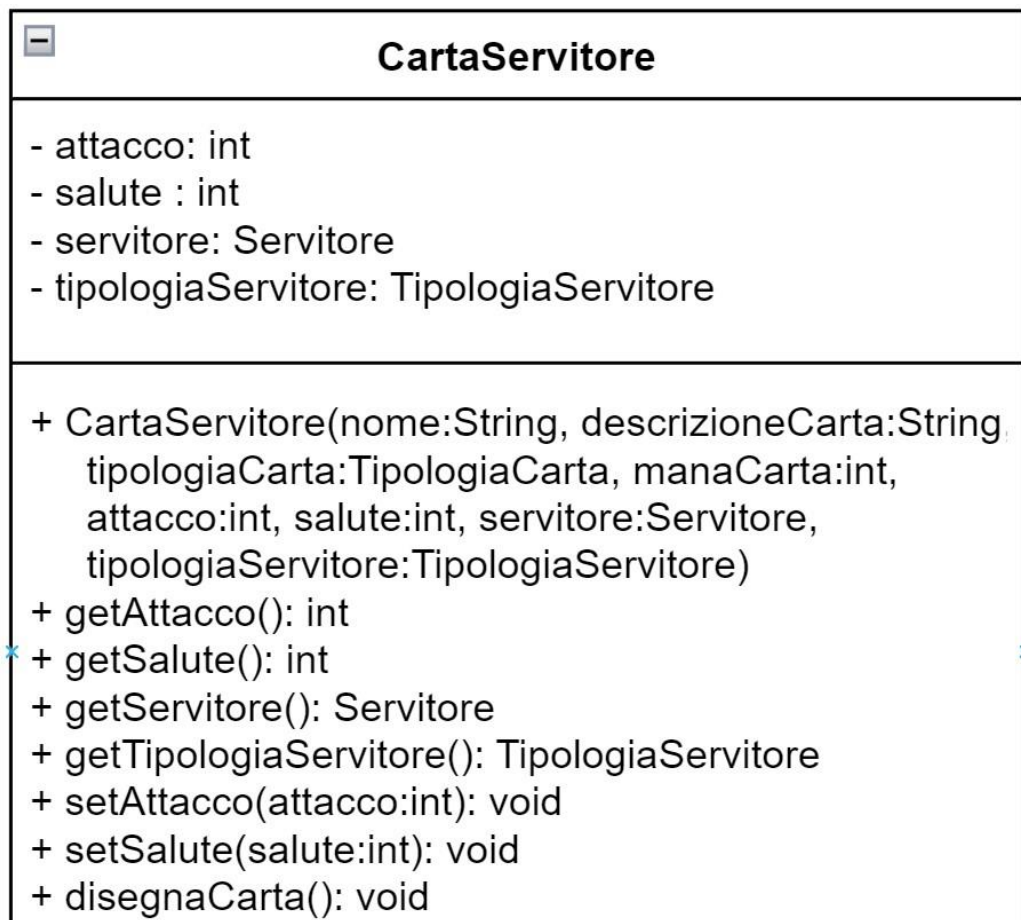 CartaServitore
- attacco: int
- salute : int
- servitore: Servitore
- tipologiaServitore: TipologiaServitore
+ CartaServitore(nome:String, descrizioneCarta:String,
tipologiaCarta:TipologiaCarta, manaCarta:int,
attacco:int, salute:int, servitore:Servitore,
tipologiaServitore:TipologiaServitore)
+ getAttacco(): int
+ getSalute(): int
+ getServitore(): Servitore
+ getTipologiaServitore(): TipologiaServitore
+ setAttacco(attacco:int): void
+ setSalute(salute:int): void
+ disegnaCarta(): void